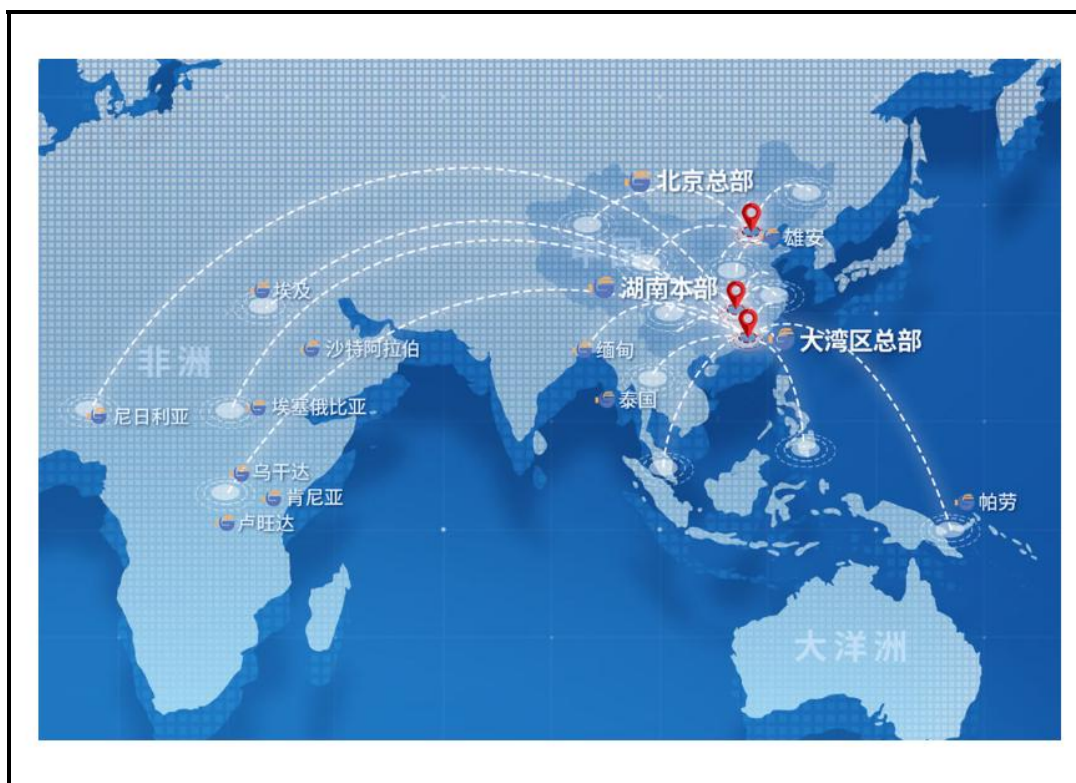 北京总部
雄安
中国
湖南本部
埃及
大湾区总部
沙特阿拉伯
缅甸
非洲
泰国
尼日利亚
埃塞俄比亚
乌干达
肯尼亚
帕劳
卢旺达
大洋洲